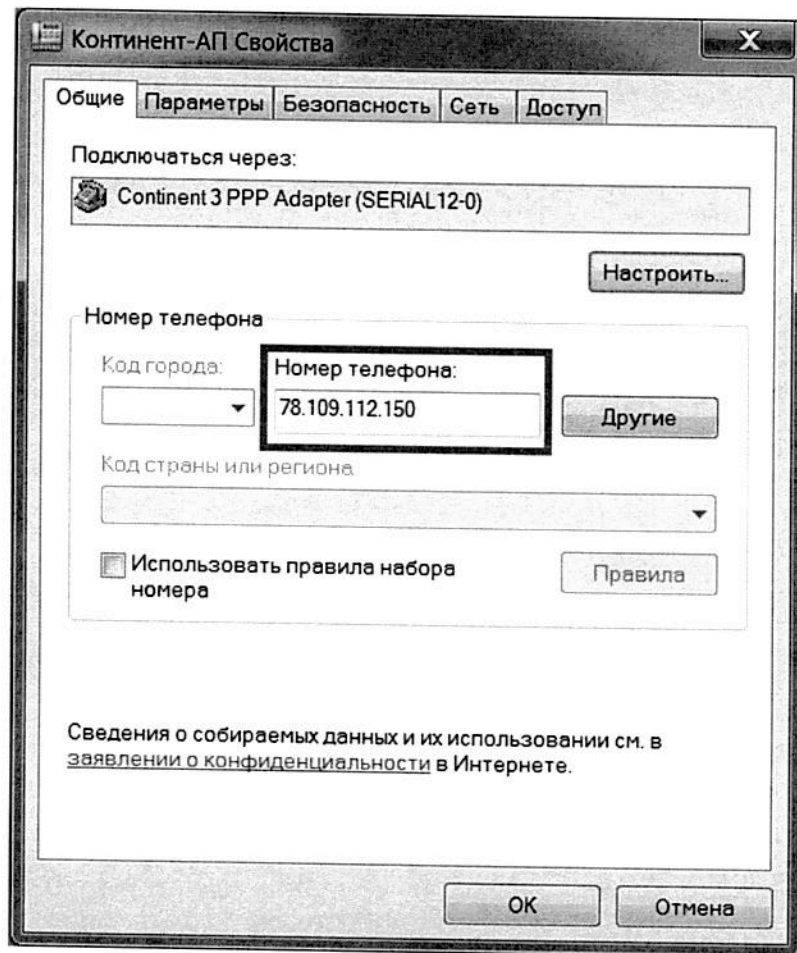 Континент-АП Свойства
Общие
Параметры
Безопасность
Сеть
Доступ
Подключаться через:
Continent 3 PPP Adapter (SERIAL12-0)
Настроить...
Номер телефона
Код города:
Номер телефона:
78.109.112.150
Другие
Код страны или региона
Использовать правила набора
номера
Правила
Сведения о собираемых данных и их использовании см. в
заявлении о конфиденциальности в Интернете.
ОК
Отмена